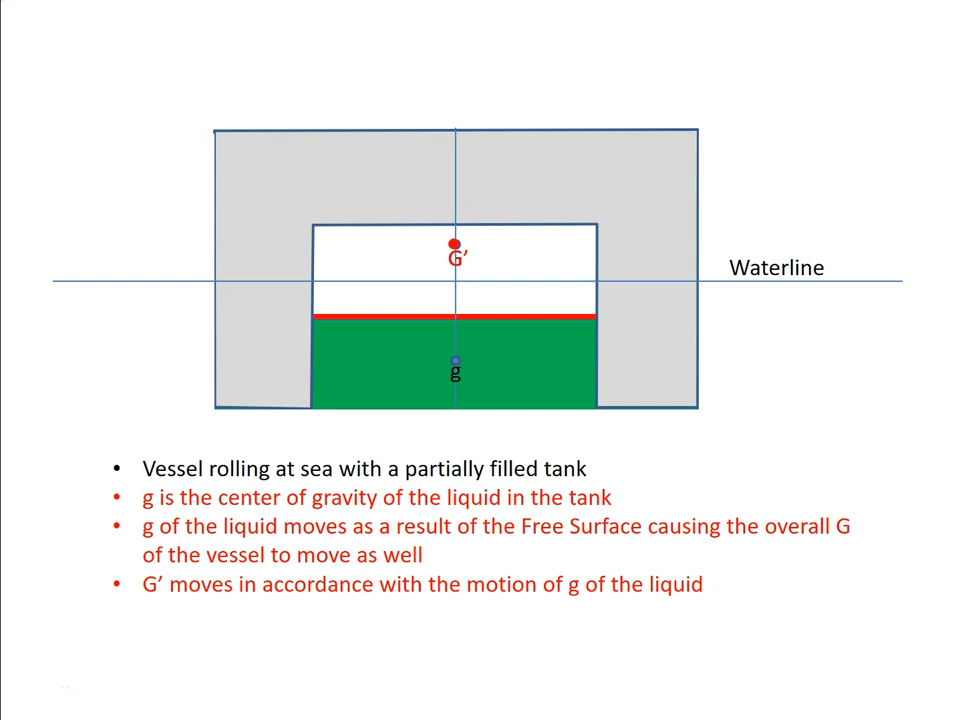 G’
Waterline
g
• Vessel rolling at sea with a partially filled tank
• g is the center of gravity of the liquid in the tank
• g of the liquid moves as a result of the Free Surface causing the overall G
of the vessel to move as well
• G’ moves in accordance with the motion of g of the liquid